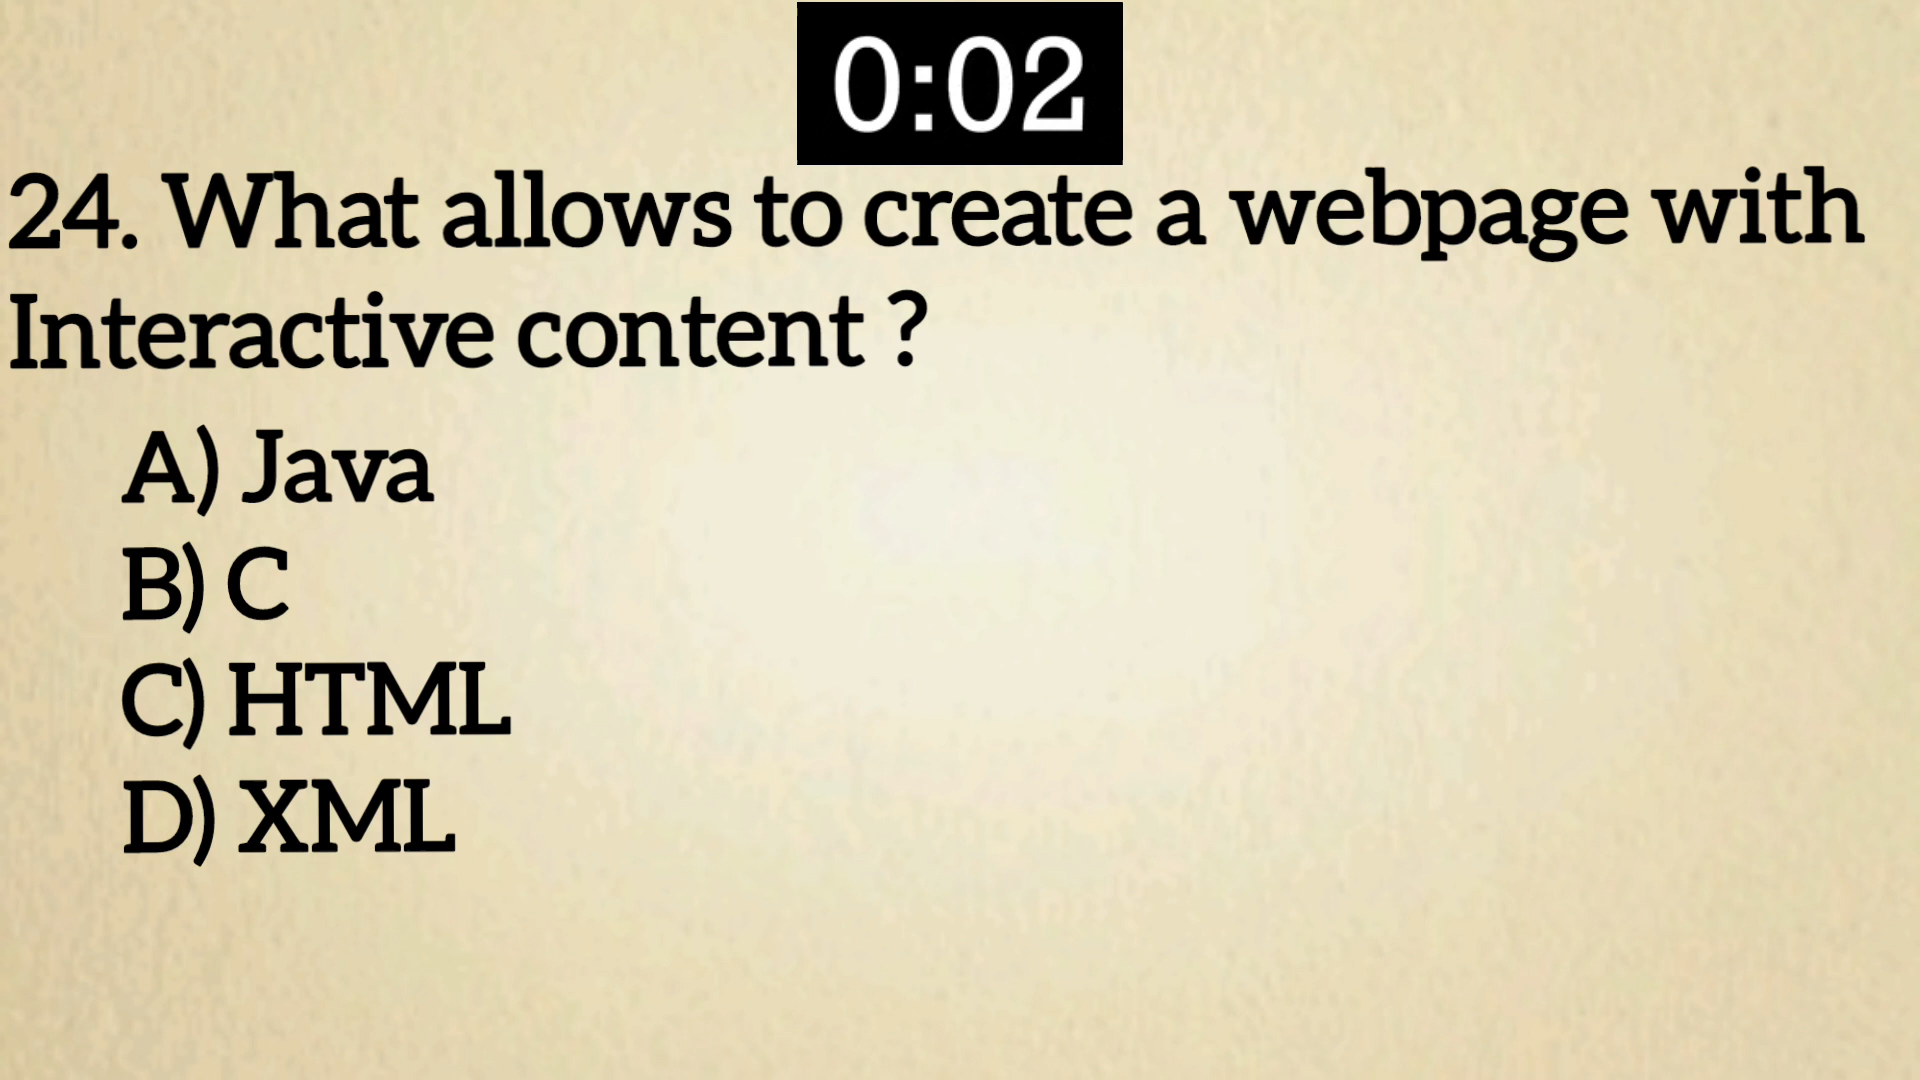 0:02
24. What allows to create a webpage with
Interactive content ?
A) Java
B) C
C) HTML
D) XML